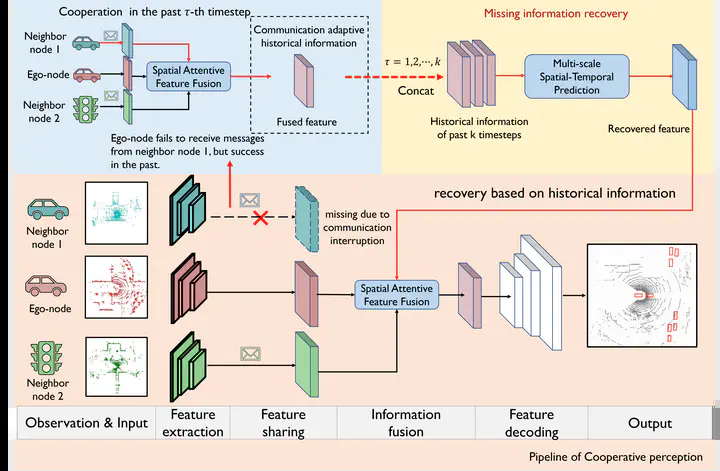 Cooperation in the past τ-th timestep
Neighbor
node 1
Ego-node
Neighbor
node 2
Spatial Attentive
Feature Fusion
Communication adaptive
historical information
Fused feature
Ego-node fails to receive messages
from neighbor node 1, but success
in the past.
Missing information recovery
τ = 1,2,⋯, k
Concat
Historical information
of past k timesteps
Multi-scale
Spatial-Temporal
Prediction
Recovered feature
recovery based on historical information
Neighbor
node 1
missing due to
communication
interruption
Ego-node
Spatial Attentive
Feature Fusion
Neighbor
node 2
Observation & Input
Feature
extraction
Feature
sharing
Information
fusion
Feature
decoding
Output
Pipeline of Cooperative perception